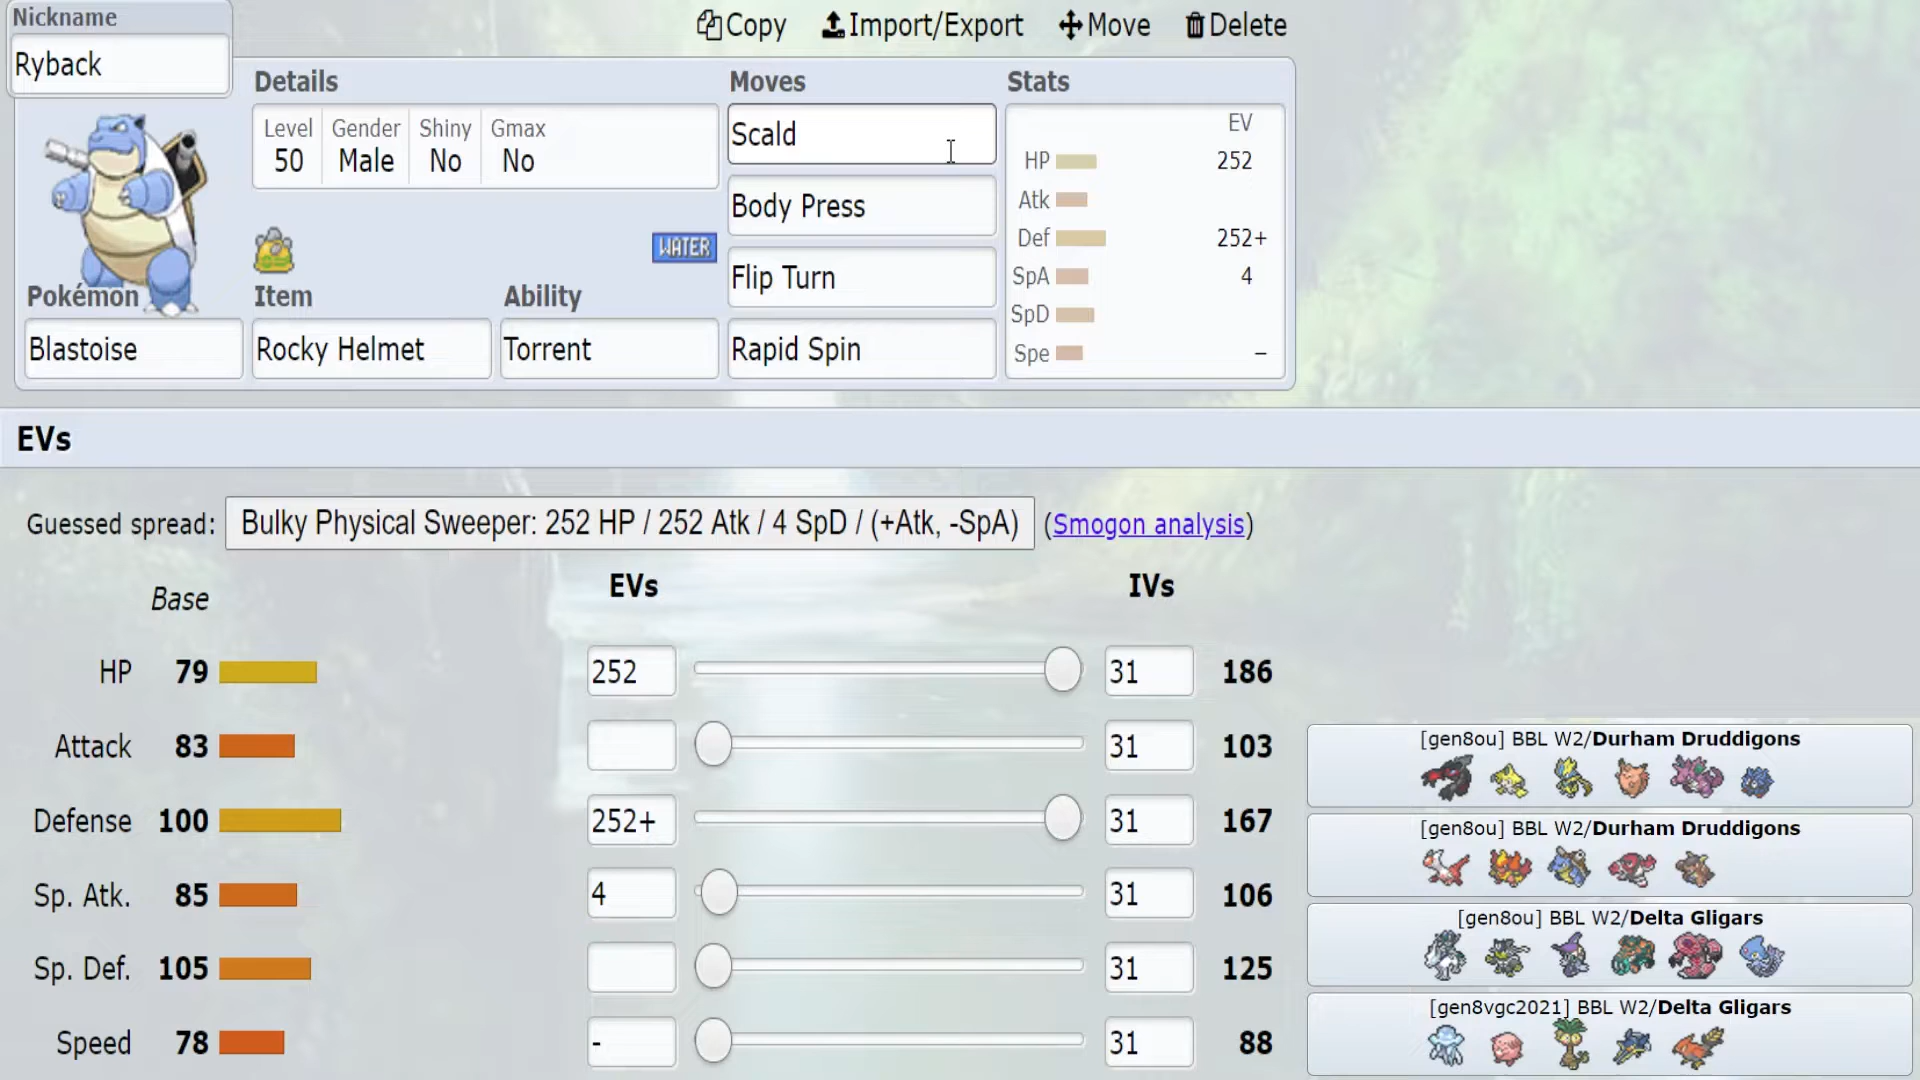 Nickname
Ryback
Copy Import/Export Move Delete
Details Moves Stats
Level Gender Shiny Gmax
50 Male No No
WATER
Pokémon Item Ability
Blastoise Rocky Helmet Torrent
Scald
Body Press
Flip Turn
Rapid Spin
EV
HP 252
Atk
Def 252+
SpA 4
SpD
Spe −
EVs
Guessed spread: Bulky Physical Sweeper: 252 HP / 252 Atk / 4 SpD / (+Atk, -SpA) (Smogon analysis)
Base EVs IVs
HP 79 252 31 186
Attack 83 31 103
Defense 100 252+ 31 167
Sp. Atk. 85 4 31 106
Sp. Def. 105 31 125
Speed 78 - 31 88
[gen8ou] BBL W2/Durham Druddigons
[gen8ou] BBL W2/Durham Druddigons
[gen8ou] BBL W2/Delta Gligars
[gen8vgc2021] BBL W2/Delta Gligars